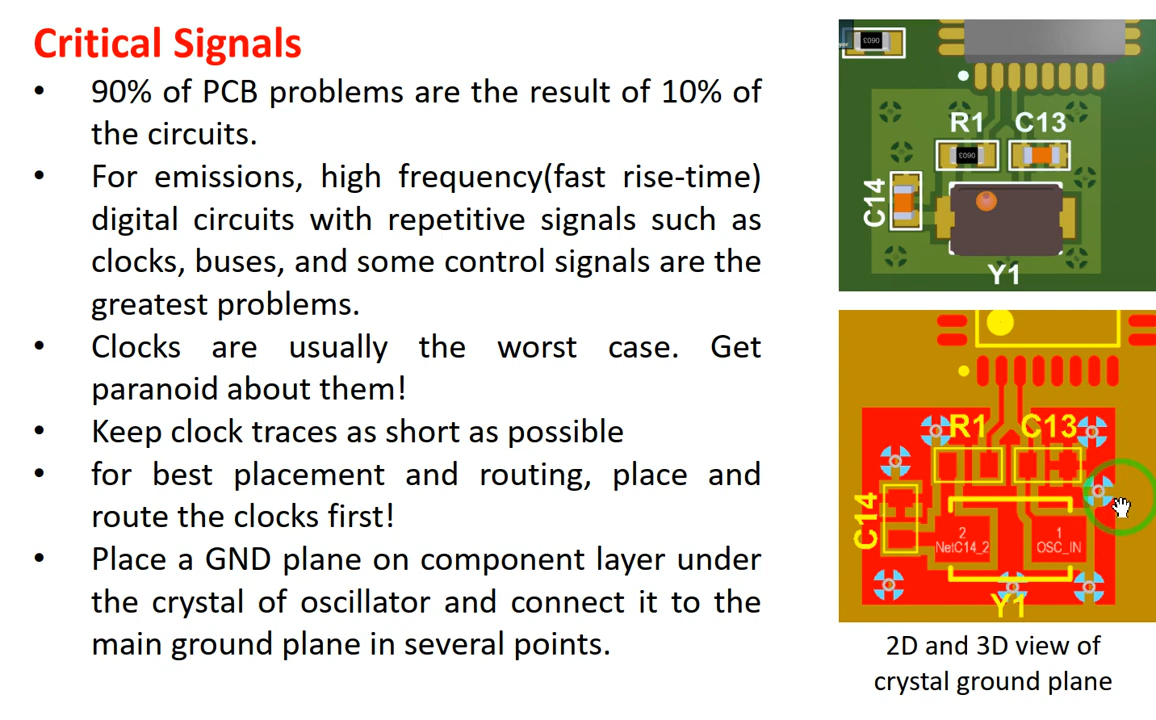 Critical Signals
• 90% of PCB problems are the result of 10% of
the circuits.
• For emissions, high frequency(fast rise-time)
digital circuits with repetitive signals such as
clocks, buses, and some control signals are the
greatest problems.
• Clocks are usually the worst case. Get
paranoid about them!
• Keep clock traces as short as possible
• for best placement and routing, place and
route the clocks first!
• Place a GND plane on component layer under
the crystal of oscillator and connect it to the
main ground plane in several points.
0603
R1 C13
0603
C14
Y1
R1 C13
C14
2 1
NetC14_2 OSC_IN
Y1
2D and 3D view of
crystal ground plane